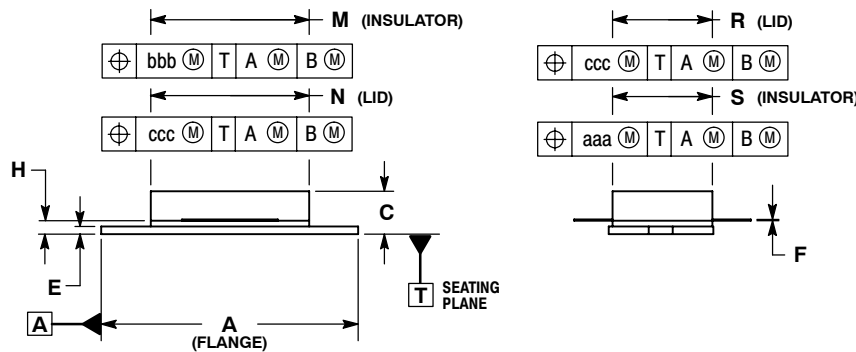 M (INSULATOR)
⌖ bbb Ⓜ T A Ⓜ B Ⓜ
N (LID)
⌖ ccc Ⓜ T A Ⓜ B Ⓜ
R (LID)
⌖ ccc Ⓜ T A Ⓜ B Ⓜ
S (INSULATOR)
⌖ aaa Ⓜ T A Ⓜ B Ⓜ
H
C
E
F
T SEATING
PLANE
A
A
(FLANGE)